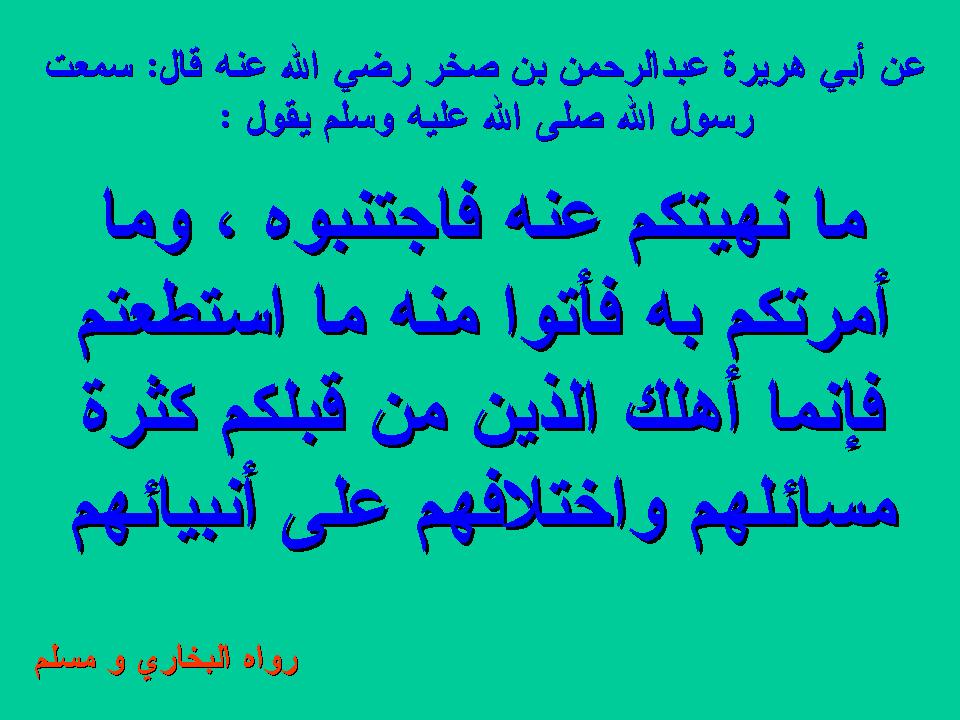 عن أبي هريرة عبدالرحمن بن صخر رضي الله عنه قال: سمعت
رسول الله صلى الله عليه وسلم يقول :
ما نهيتكم عنه فاجتنبوه ، وما
أمرتكم به فأتوا منه ما استطعتم
فإنما أهلك الذين من قبلكم كثرة
مسائلهم واختلافهم على أنبيائهم
رواه البخاري و مسلم